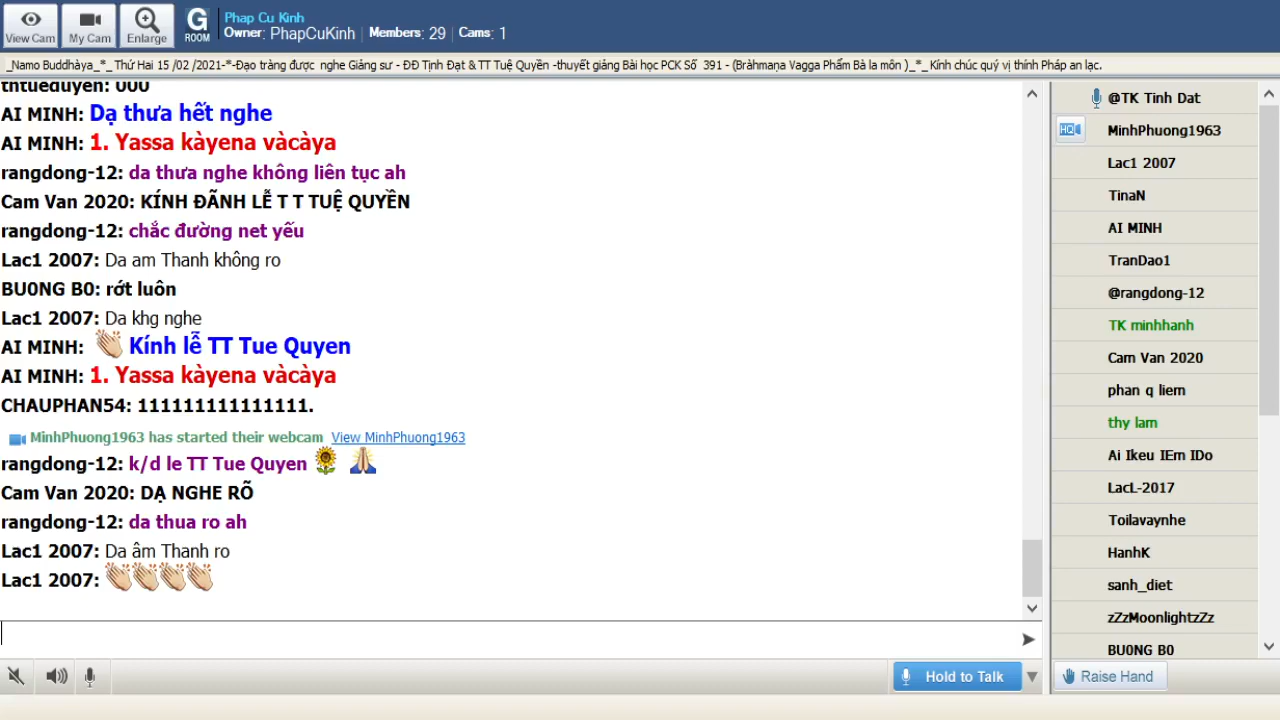 View Cam
My Cam
Enlarge
G
ROOM
Phap Cu Kinh
Owner: PhapCuKinh Members: 29 Cams: 1
_Namo Buddhàya_*_ Thứ Hai 15 /02 /2021-*-Đạo tràng được nghe Giảng sư - ĐĐ Tịnh Đạt & TT Tuệ Quyền -thuyết giảng Bài học PCK Số 391 - (Bràhmaṇa Vagga Phẩm Bà la môn )_*_ Kính chúc quý vị thính Pháp an lạc.
thtueduyen: 000
AI MINH: Dạ thưa hết nghe
AI MINH: 1. Yassa kàyena vàcàya
rangdong-12: da thưa nghe không liên tục ah
Cam Van 2020: KÍNH ĐÃNH LỄ T T TUỆ QUYỀN
rangdong-12: chắc đường net yếu
Lac1 2007: Da am Thanh không ro
BU0NG B0: rớt luôn
Lac1 2007: Da khg nghe
AI MINH: Kính lễ TT Tue Quyen
AI MINH: 1. Yassa kàyena vàcàya
CHAUPHAN54: 111111111111111.
MinhPhuong1963 has started their webcam View MinhPhuong1963
rangdong-12: k/d le TT Tue Quyen
Cam Van 2020: DẠ NGHE RÕ
rangdong-12: da thua ro ah
Lac1 2007: Da âm Thanh ro
Lac1 2007:
Hold to Talk
@TK Tinh Dat
HQ
MinhPhuong1963
Lac1 2007
TinaN
AI MINH
TranDao1
@rangdong-12
TK minhhanh
Cam Van 2020
phan q liem
thy lam
Ai Ikeu IEm IDo
LacL-2017
Toilavaynhe
HanhK
sanh_diet
zZzMoonlightzZz
BU0NG B0
Raise Hand